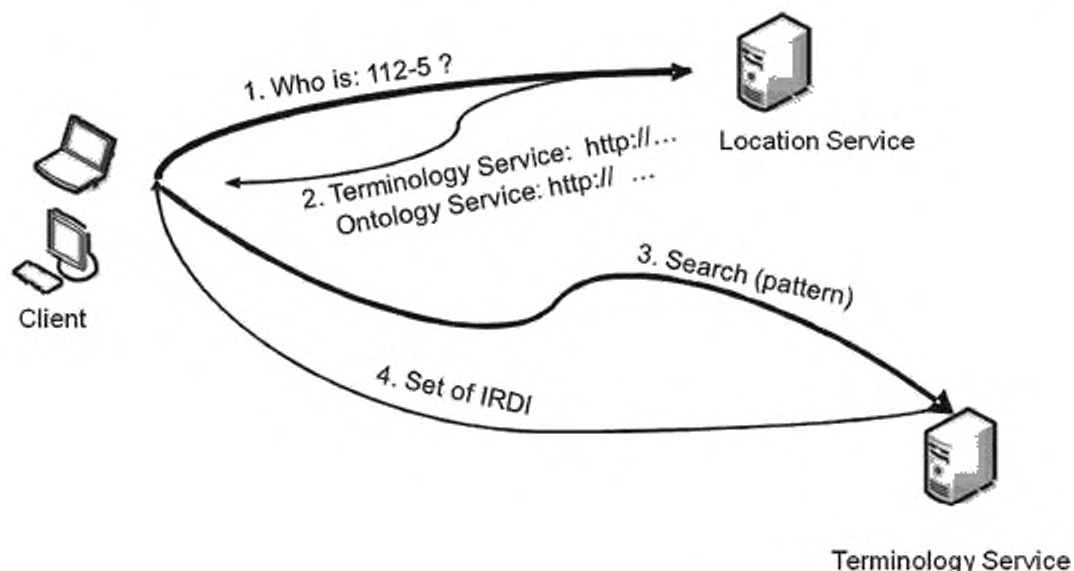 1. Who is: 112-5 ?
Location Service
2. Terminology Service: http://...
Ontology Service: http:// ...
3. Search (pattern)
Client
4. Set of IRDI
Terminology Service